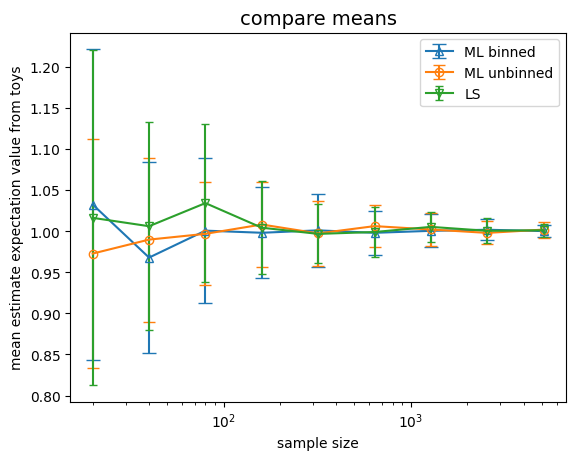 compare means
ML binned
ML unbinned
LS
mean estimate expectation value from toys
1.20
1.15
1.10
1.05
1.00
0.95
0.90
0.85
0.80
10²
10³
sample size